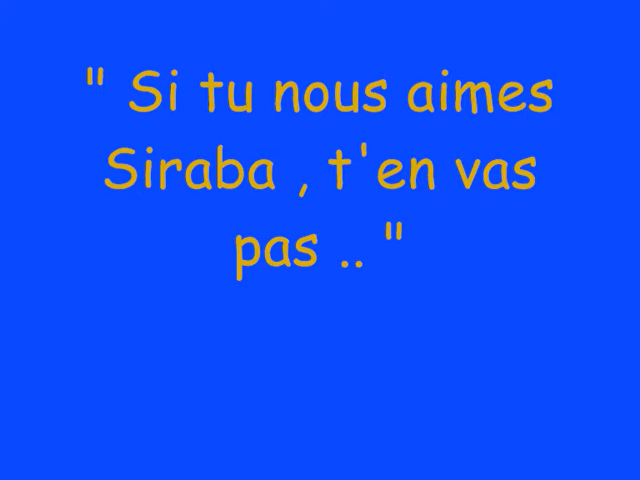 " Si tu nous aimes
Siraba , t'en vas
pas .. "